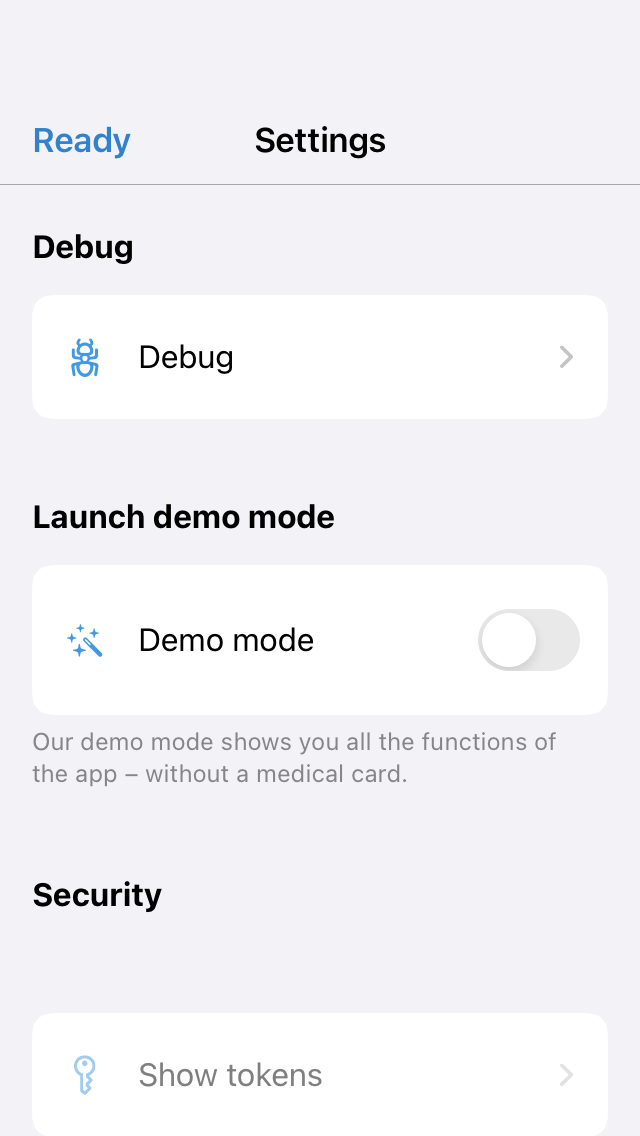 Ready
Settings
Debug
Debug
Launch demo mode
Demo mode
Our demo mode shows you all the functions of
the app – without a medical card.
Security
Show tokens